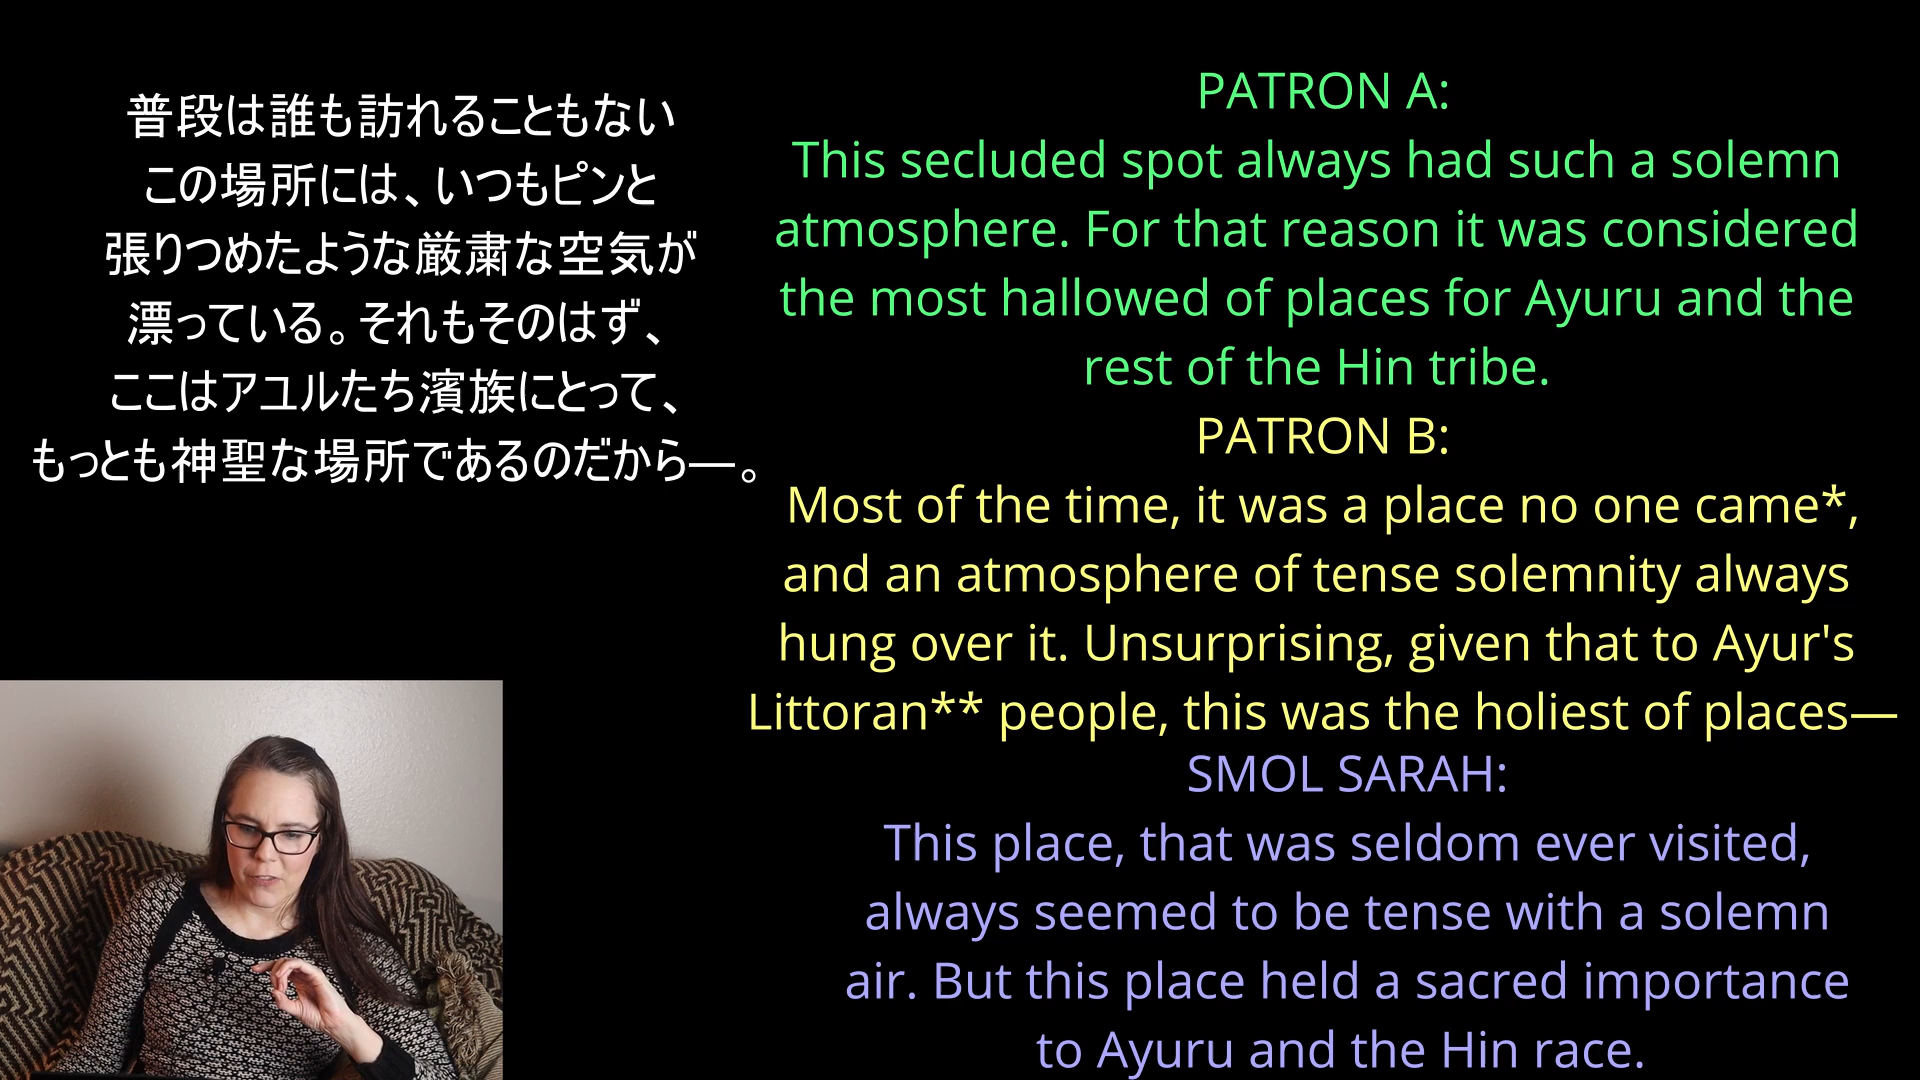 普段は誰も訪れることもない
この場所には、いつもピンと
張りつめたような厳粛な空気が
漂っている。それもそのはず、
ここはアユルたち濱族にとって、
もっとも神聖な場所であるのだから―。
PATRON A:
This secluded spot always had such a solemn
atmosphere. For that reason it was considered
the most hallowed of places for Ayuru and the
rest of the Hin tribe.
PATRON B:
Most of the time, it was a place no one came*,
and an atmosphere of tense solemnity always
hung over it. Unsurprising, given that to Ayur's
Littoran** people, this was the holiest of places—
SMOL SARAH:
This place, that was seldom ever visited,
always seemed to be tense with a solemn
air. But this place held a sacred importance
to Ayuru and the Hin race.